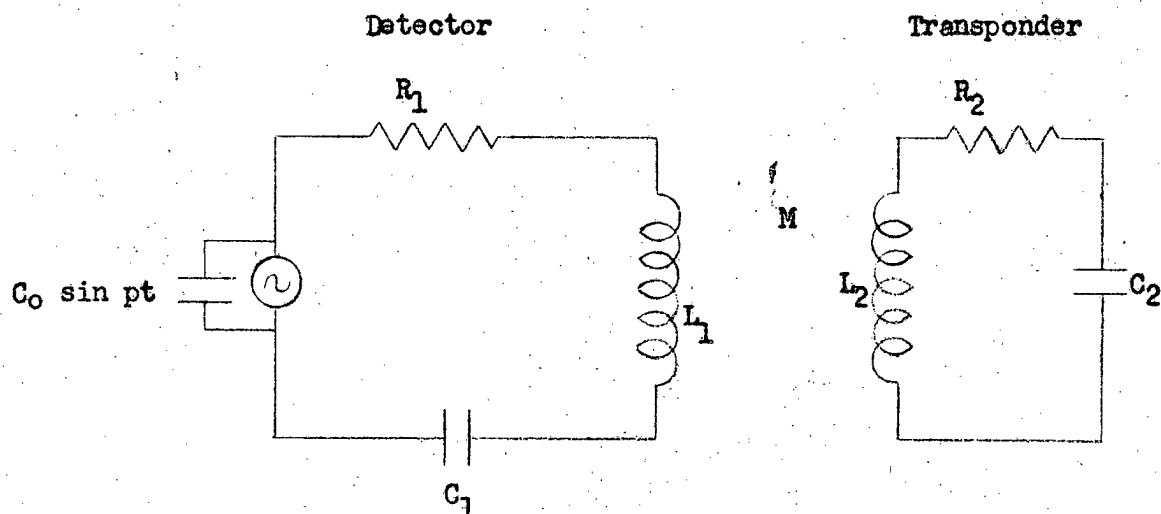 Detector
Transponder
R1
R2
M
C0 sin pt
L1
L2
C2
C1